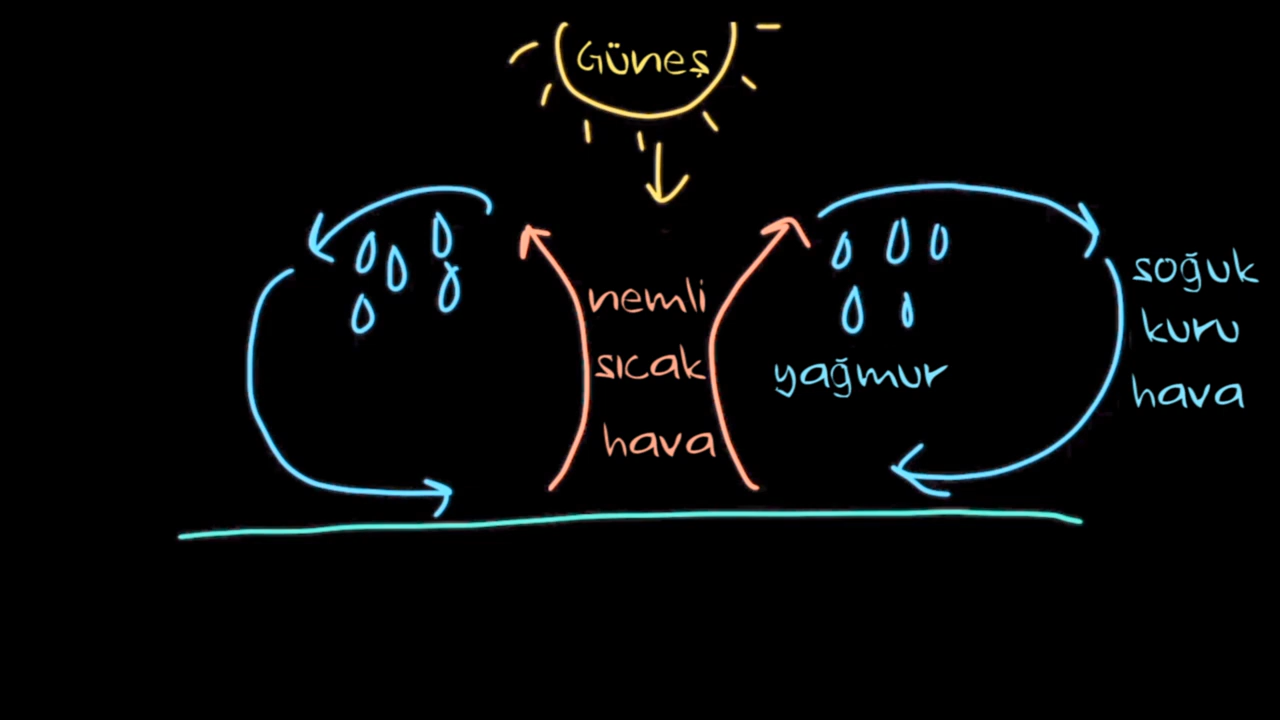 Güneş
nemli
sıcak
hava
yağmur
soğuk
kuru
hava